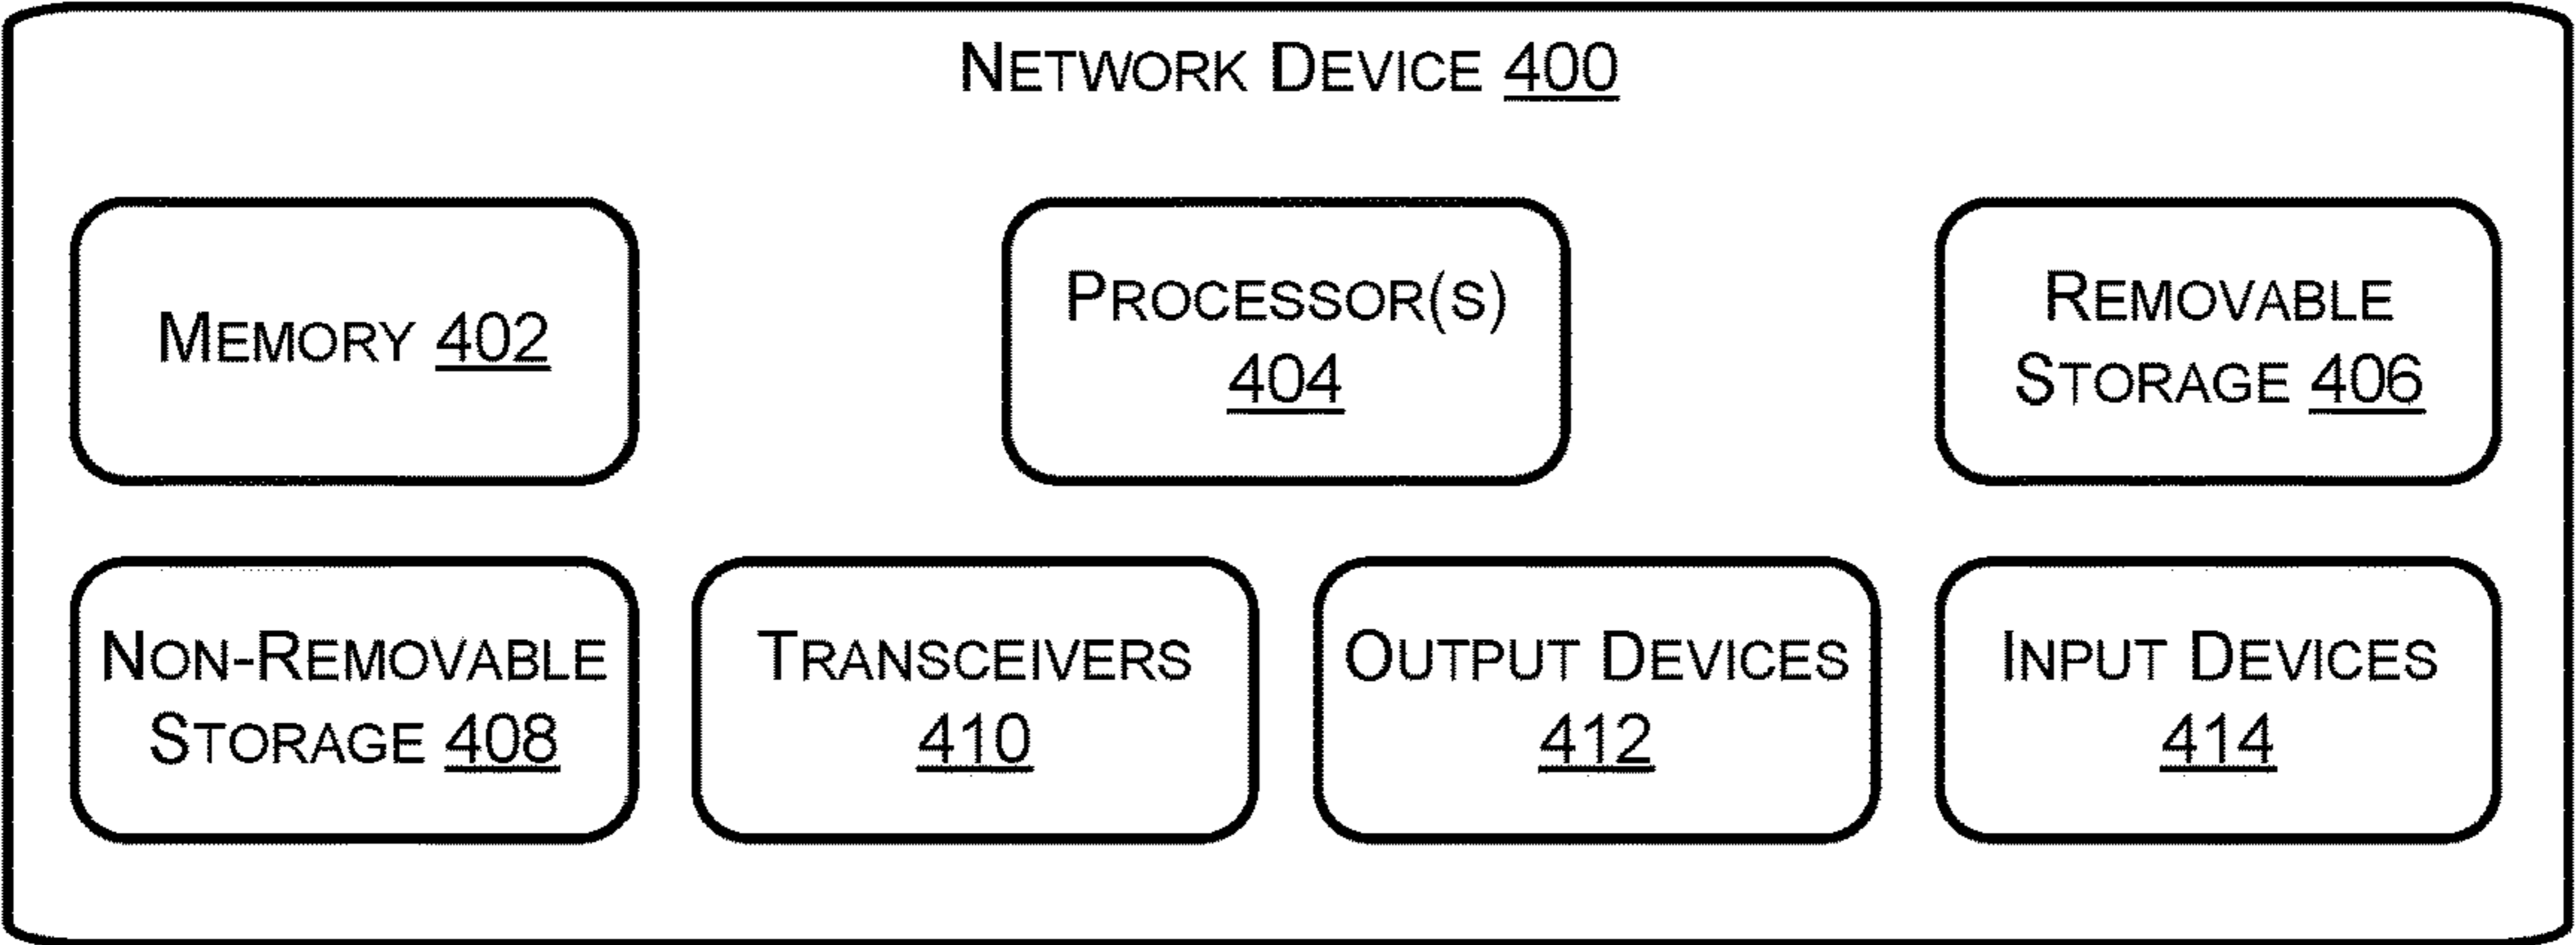 NETWORK DEVICE 400
MEMORY 402
PROCESSOR(S)
404
REMOVABLE
STORAGE 406
NON-REMOVABLE
STORAGE 408
TRANSCEIVERS
410
OUTPUT DEVICES
412
INPUT DEVICES
414